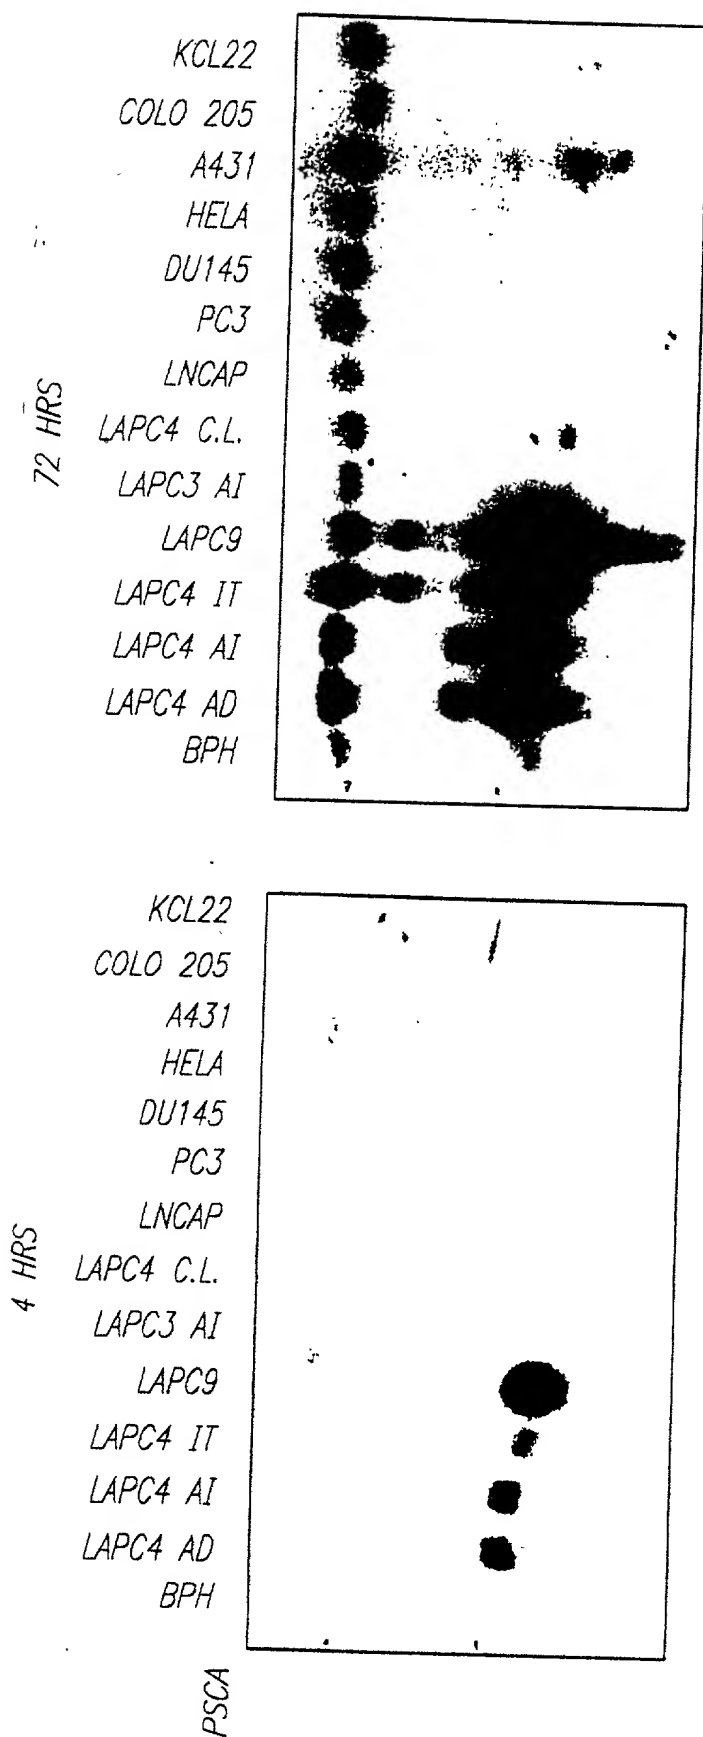 72 HRS
KCL22
COLO 205
A431
HELA
DU145
PC3
LNCAP
LAPC4 C.L.
LAPC3 AI
LAPC9
LAPC4 IT
LAPC4 AI
LAPC4 AD
BPH
4 HRS
KCL22
COLO 205
A431
HELA
DU145
PC3
LNCAP
LAPC4 C.L.
LAPC3 AI
LAPC9
LAPC4 IT
LAPC4 AI
LAPC4 AD
BPH
PSCA